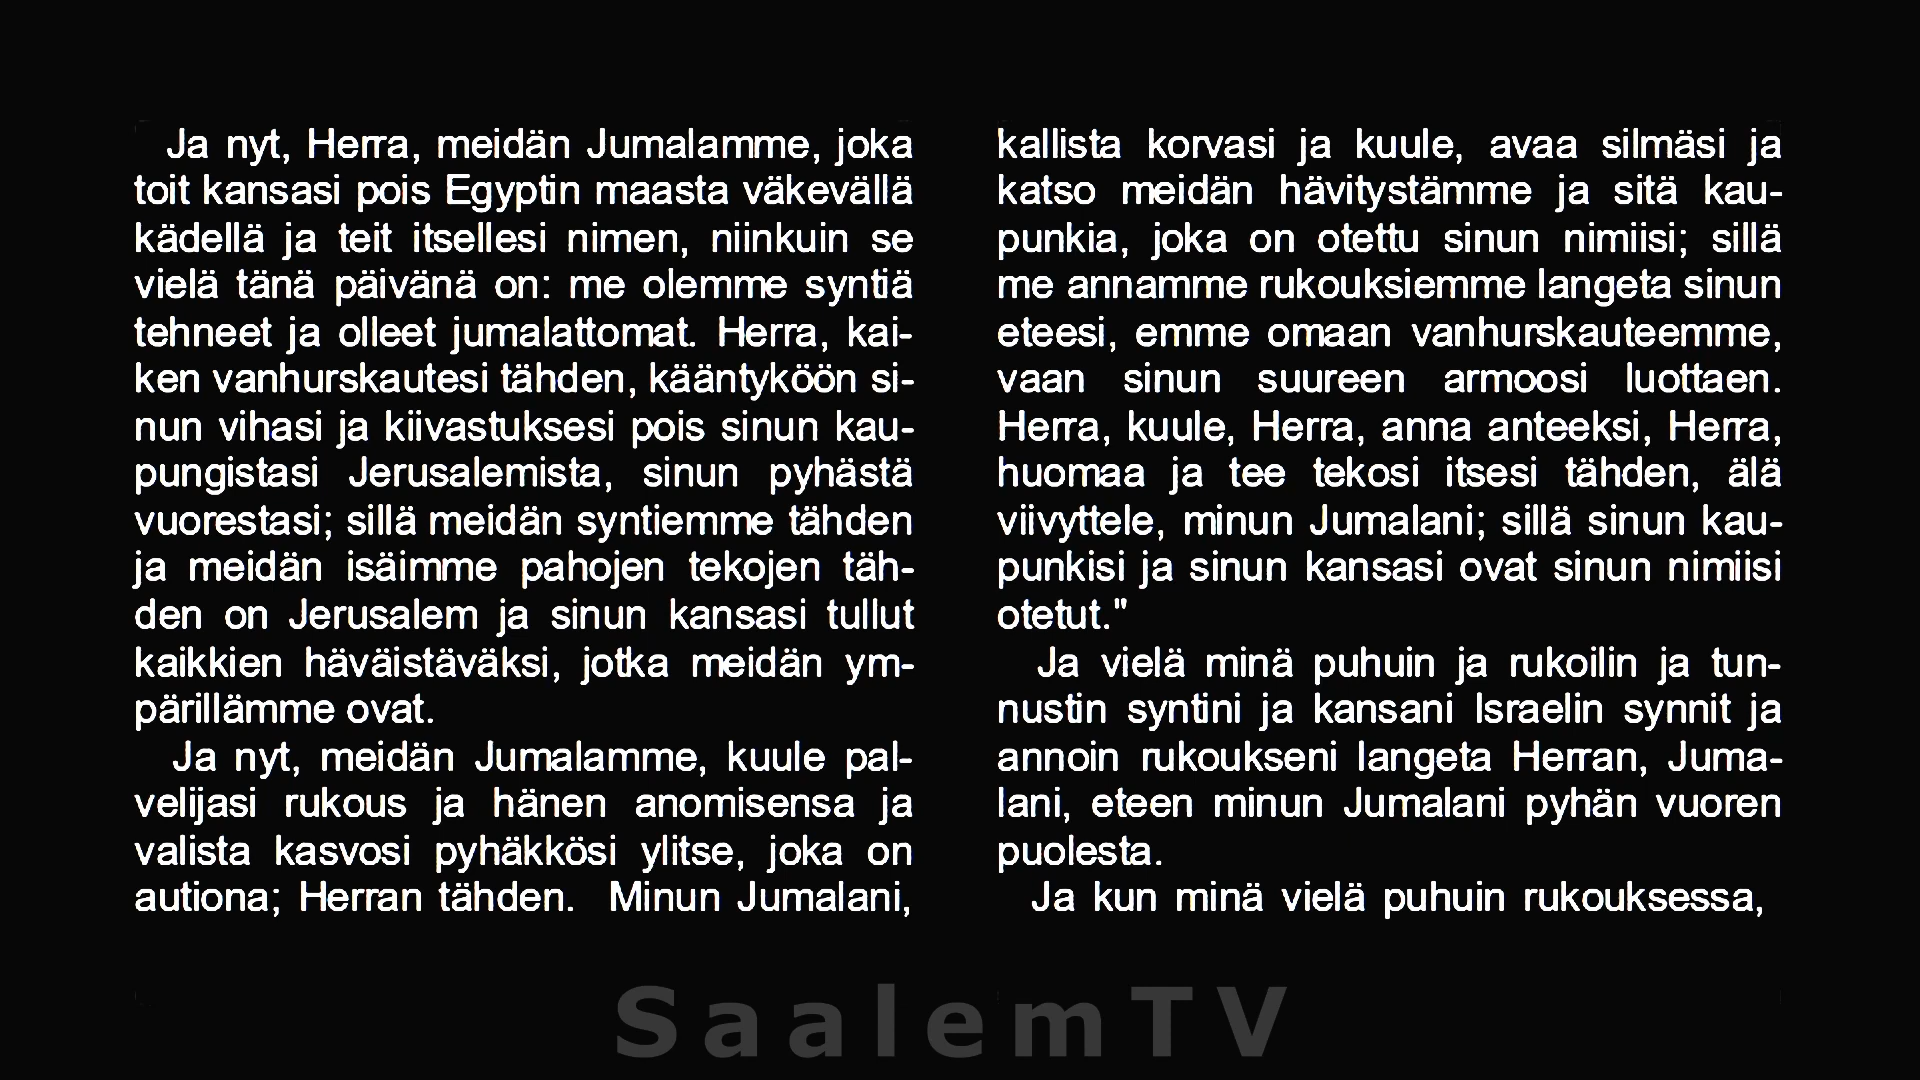 Ja nyt, Herra, meidän Jumalamme, joka
toit kansasi pois Egyptin maasta väkevällä
kädellä ja teit itsellesi nimen, niinkuin se
vielä tänä päivänä on: me olemme syntiä
tehneet ja olleet jumalattomat. Herra, kai-
ken vanhurskautesi tähden, kääntyköön si-
nun vihasi ja kiivastuksesi pois sinun kau-
pungistasi Jerusalemista, sinun pyhästä
vuorestasi; sillä meidän syntiemme tähden
ja meidän isäimme pahojen tekojen täh-
den on Jerusalem ja sinun kansasi tullut
kaikkien häväistäväksi, jotka meidän ym-
pärillämme ovat.
Ja nyt, meidän Jumalamme, kuule pal-
velijasi rukous ja hänen anomisensa ja
valista kasvosi pyhäkkösi ylitse, joka on
autiona; Herran tähden. Minun Jumalani,
kallista korvasi ja kuule, avaa silmäsi ja
katso meidän hävitystämme ja sitä kau-
punkia, joka on otettu sinun nimiisi; sillä
me annamme rukouksiemme langeta sinun
eteesi, emme omaan vanhurskauteemme,
vaan sinun suureen armoosi luottaen.
Herra, kuule, Herra, anna anteeksi, Herra,
huomaa ja tee tekosi itsesi tähden, älä
viivyttele, minun Jumalani; sillä sinun kau-
punkisi ja sinun kansasi ovat sinun nimiisi
otetut."
Ja vielä minä puhuin ja rukoilin ja tun-
nustin syntini ja kansani Israelin synnit ja
annoin rukoukseni langeta Herran, Juma-
lani, eteen minun Jumalani pyhän vuoren
puolesta.
Ja kun minä vielä puhuin rukouksessa,
SaalemTV